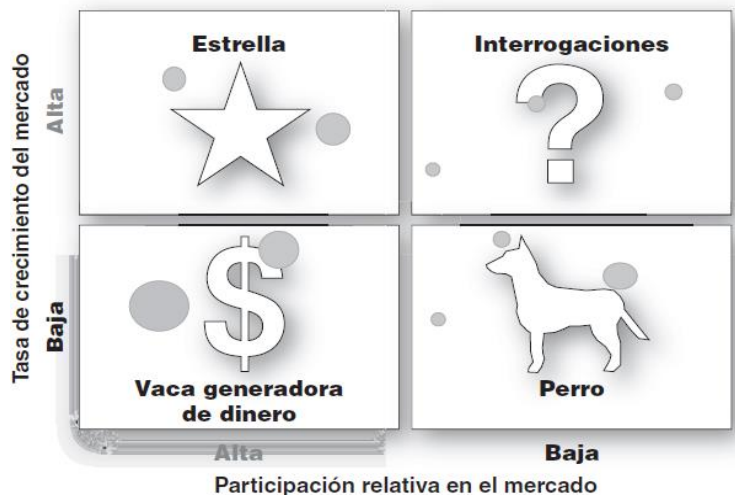 Estrella
Interrogaciones
Tasa de crecimiento del mercado
Alta
?
$
Baja
Vaca generadora
de dinero
Perro
Alta
Baja
Participación relativa en el mercado